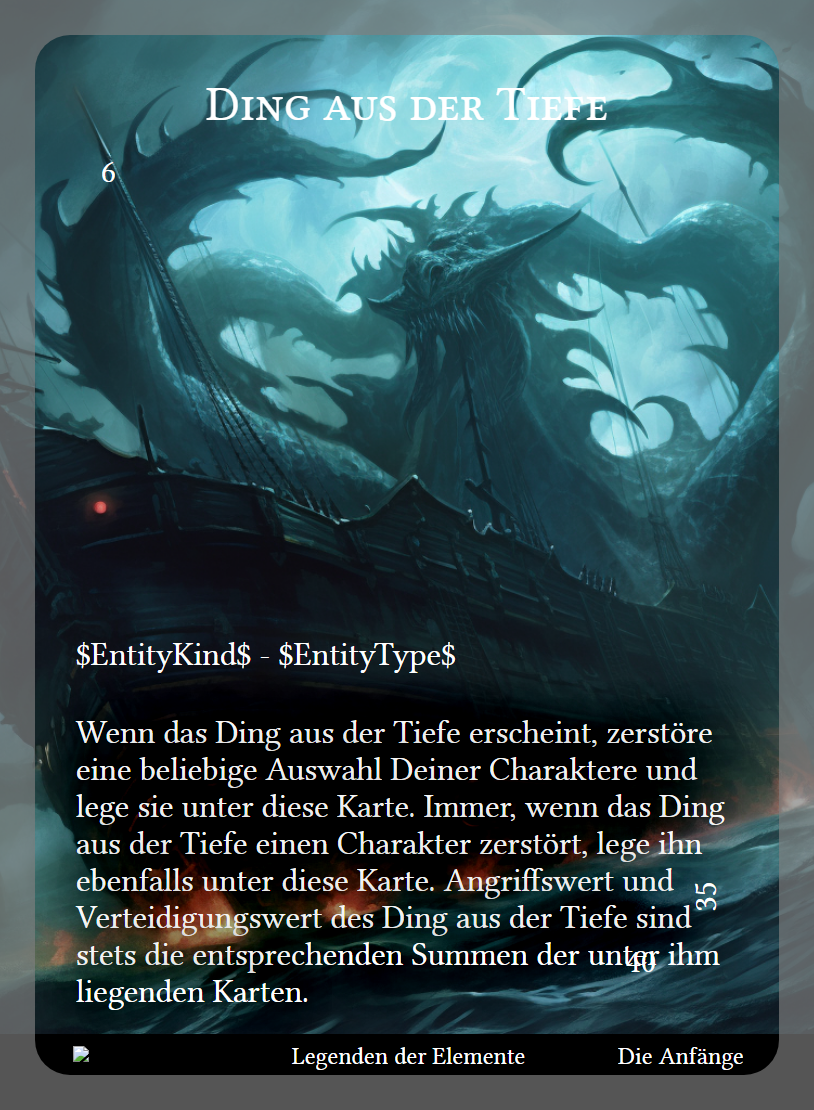 Ding aus der Tiefe
6
$EntityKind$ - $EntityType$
Wenn das Ding aus der Tiefe erscheint, zerstöre
eine beliebige Auswahl Deiner Charaktere und
lege sie unter diese Karte. Immer, wenn das Ding
aus der Tiefe einen Charakter zerstört, lege ihn
ebenfalls unter diese Karte. Angriffswert und
35
Verteidigungswert des Ding aus der Tiefe sind
stets die entsprechenden Summen der unter ihm
40
liegenden Karten.
Legenden der Elemente
Die Anfänge